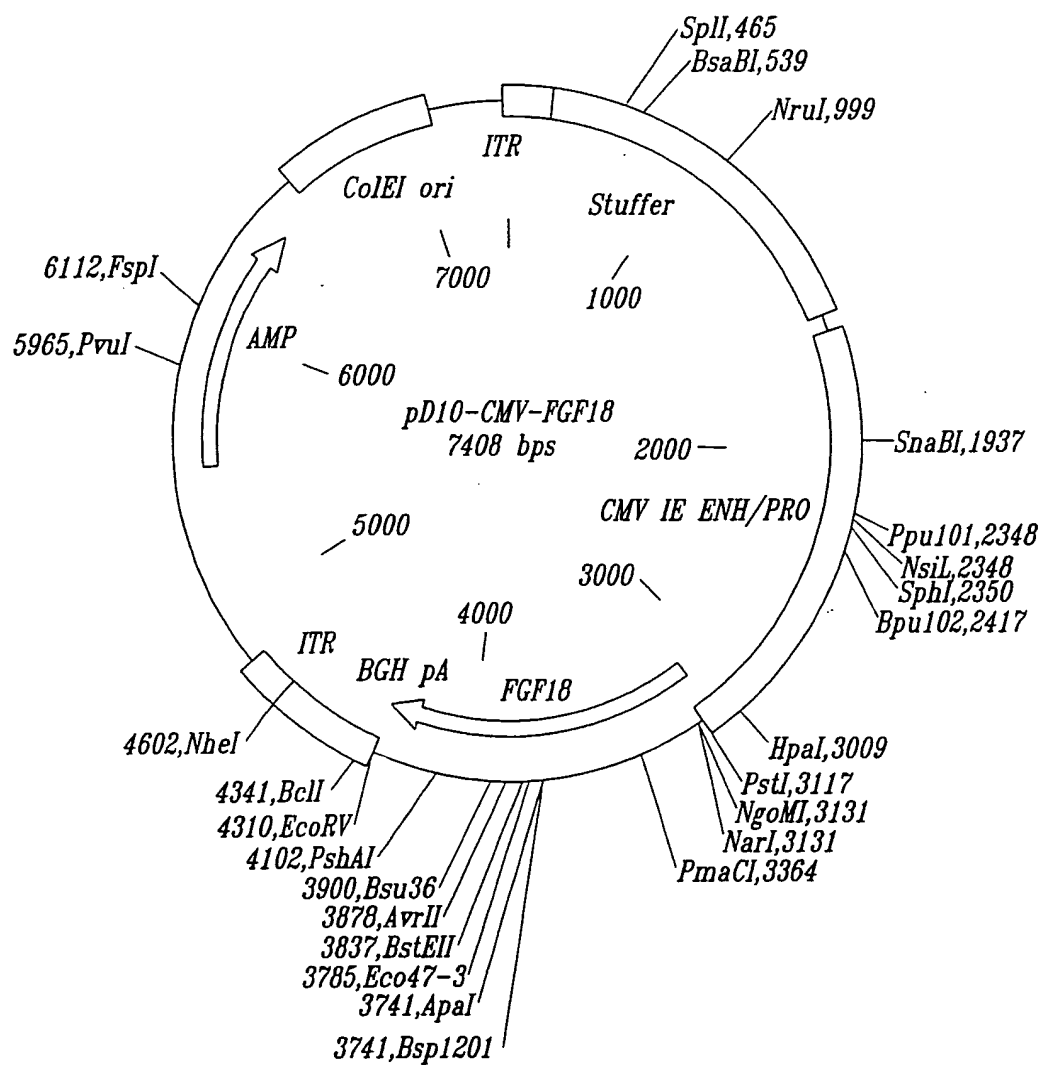 SplI,465
BsaBI,539
NruI,999
ITR
ColEI ori
Stuffer
7000
1000
6112,FspI
5965,PvuI
AMP
6000
pD10-CMV-FGF18
7408 bps
2000
SnaBI,1937
CMV IE ENH/PRO
5000
Ppu101,2348
NsiL,2348
SphI,2350
Bpu102,2417
3000
4000
ITR
BGH pA
FGF18
4602,NheI
HpaI,3009
PstI,3117
NgoMI,3131
NarI,3131
PmaCI,3364
4341,BclI
4310,EcoRV
4102,PshAI
3900,Bsu36
3878,AvrII
3837,BstEII
3785,Eco47-3
3741,ApaI
3741,Bsp1201